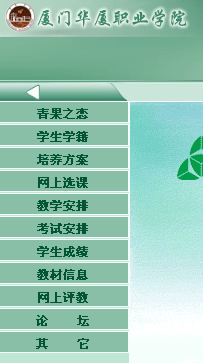 厦门华厦职业学院
青果之恋
学生学籍
培养方案
网上选课
教学安排
考试安排
学生成绩
教材信息
网上评教
论 坛
其 它